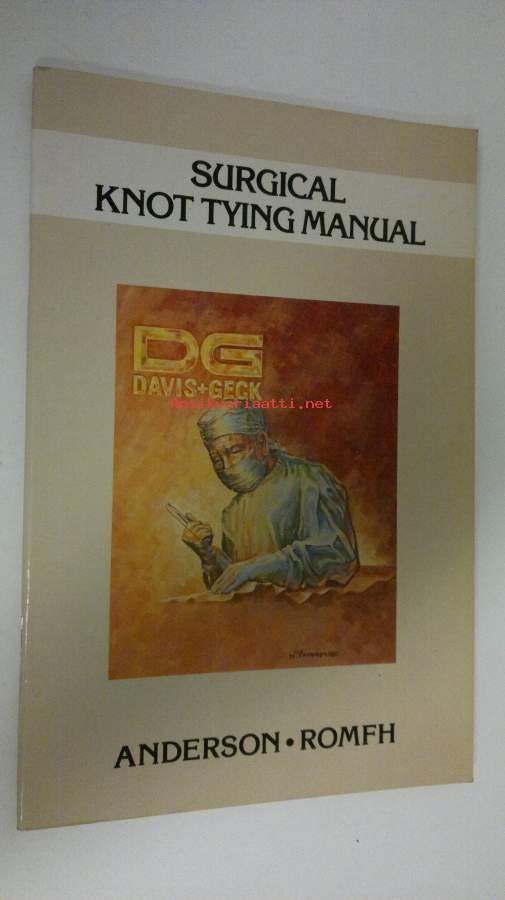 SURGICAL
KNOT TYING MANUAL
DG
DAVIS+GECK
antikvariaatti.net
ANDERSON • ROMFH